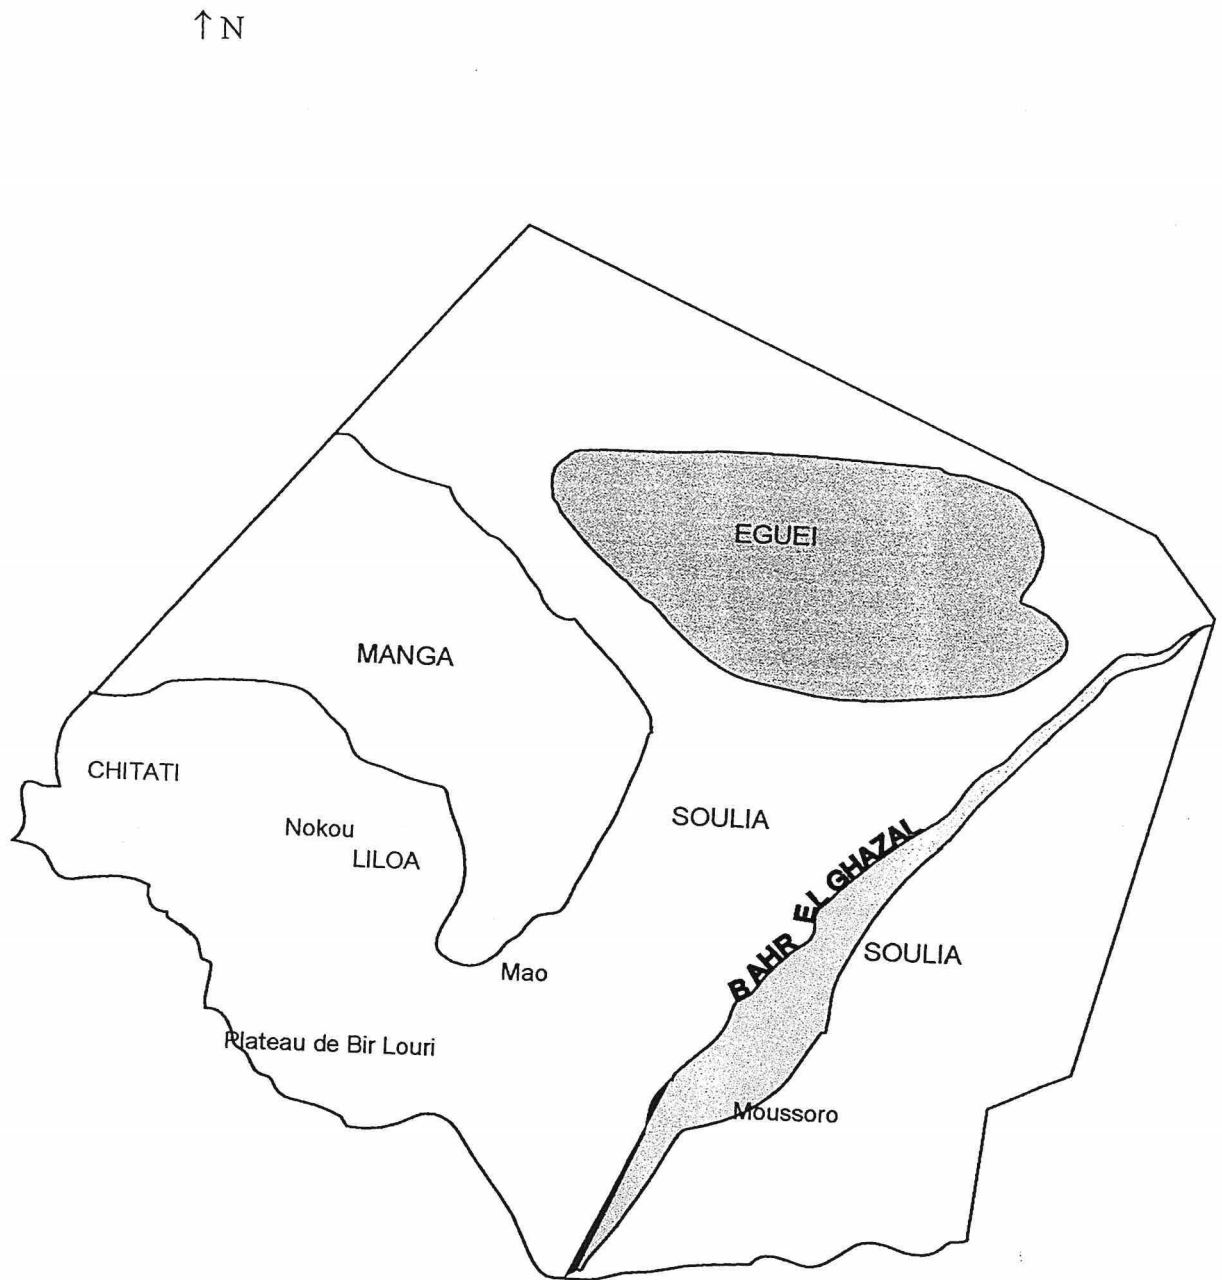 ↑ N
EGUEI
MANGA
CHITATI
SOULIA
Nokou
LILOA
BAHR EL GHAZAL
SOULIA
Mao
Plateau de Bir Louri
Moussoro